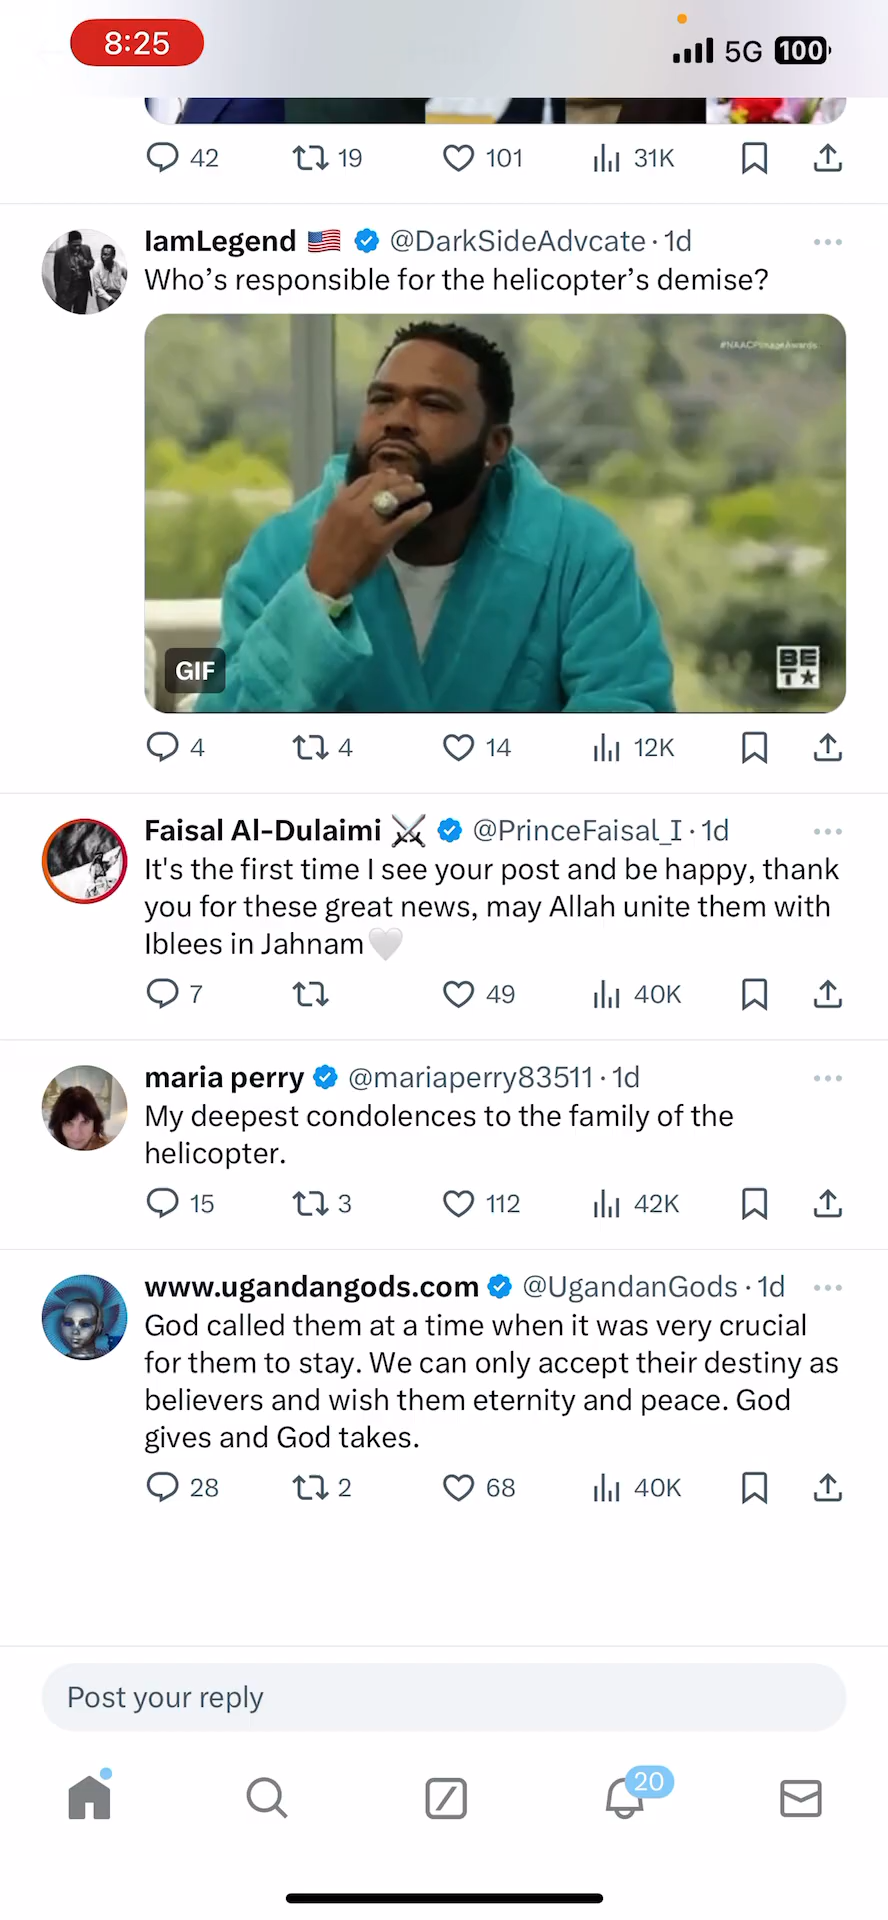 8:25
5G 100
42 19 101 31K
IamLegend 🇺🇸 @DarkSideAdvcate · 1d
Who's responsible for the helicopter's demise?
#NAACPImageAwards
GIF
BE
T★
4 4 14 12K
Faisal Al-Dulaimi ⚔️ @PrinceFaisal_I · 1d
It's the first time I see your post and be happy, thank
you for these great news, may Allah unite them with
Iblees in Jahnam🤍
7 49 40K
maria perry @mariaperry83511 · 1d
My deepest condolences to the family of the
helicopter.
15 3 112 42K
www.ugandangods.com @UgandanGods · 1d
God called them at a time when it was very crucial
for them to stay. We can only accept their destiny as
believers and wish them eternity and peace. God
gives and God takes.
28 2 68 40K
Post your reply
20